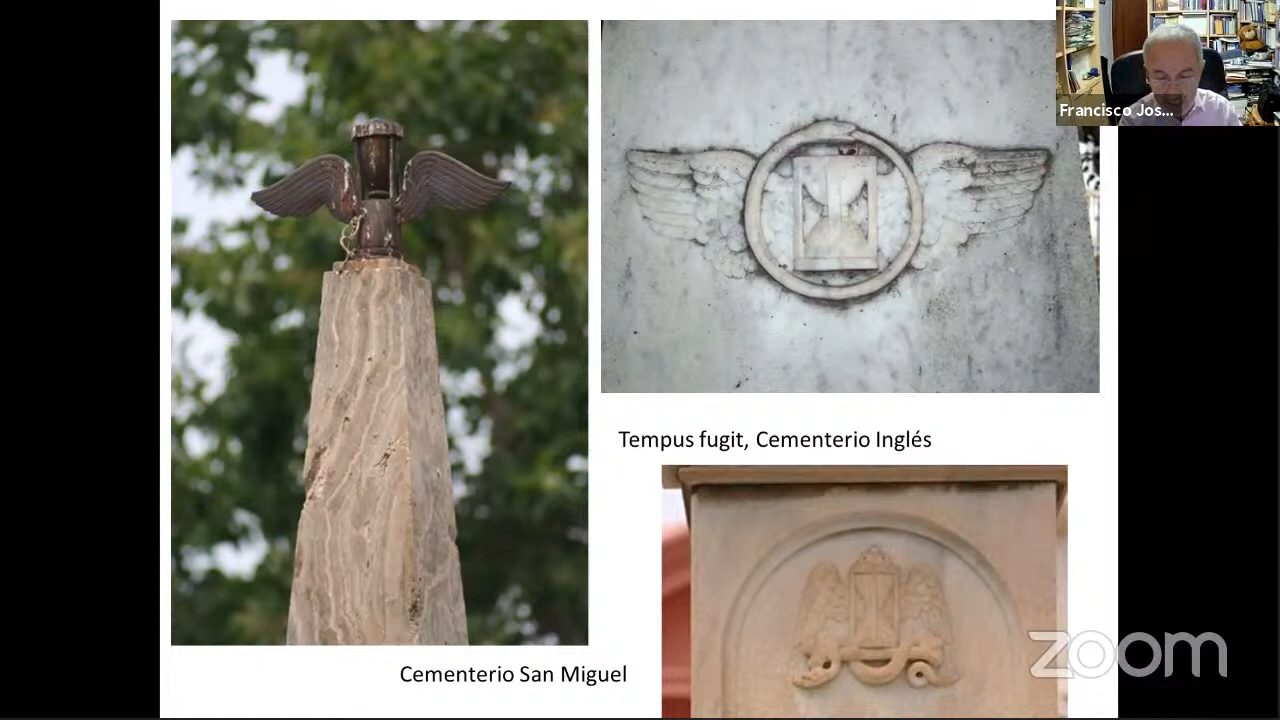 Francisco Jos...
Tempus fugit, Cementerio Inglés
Cementerio San Miguel
zoom